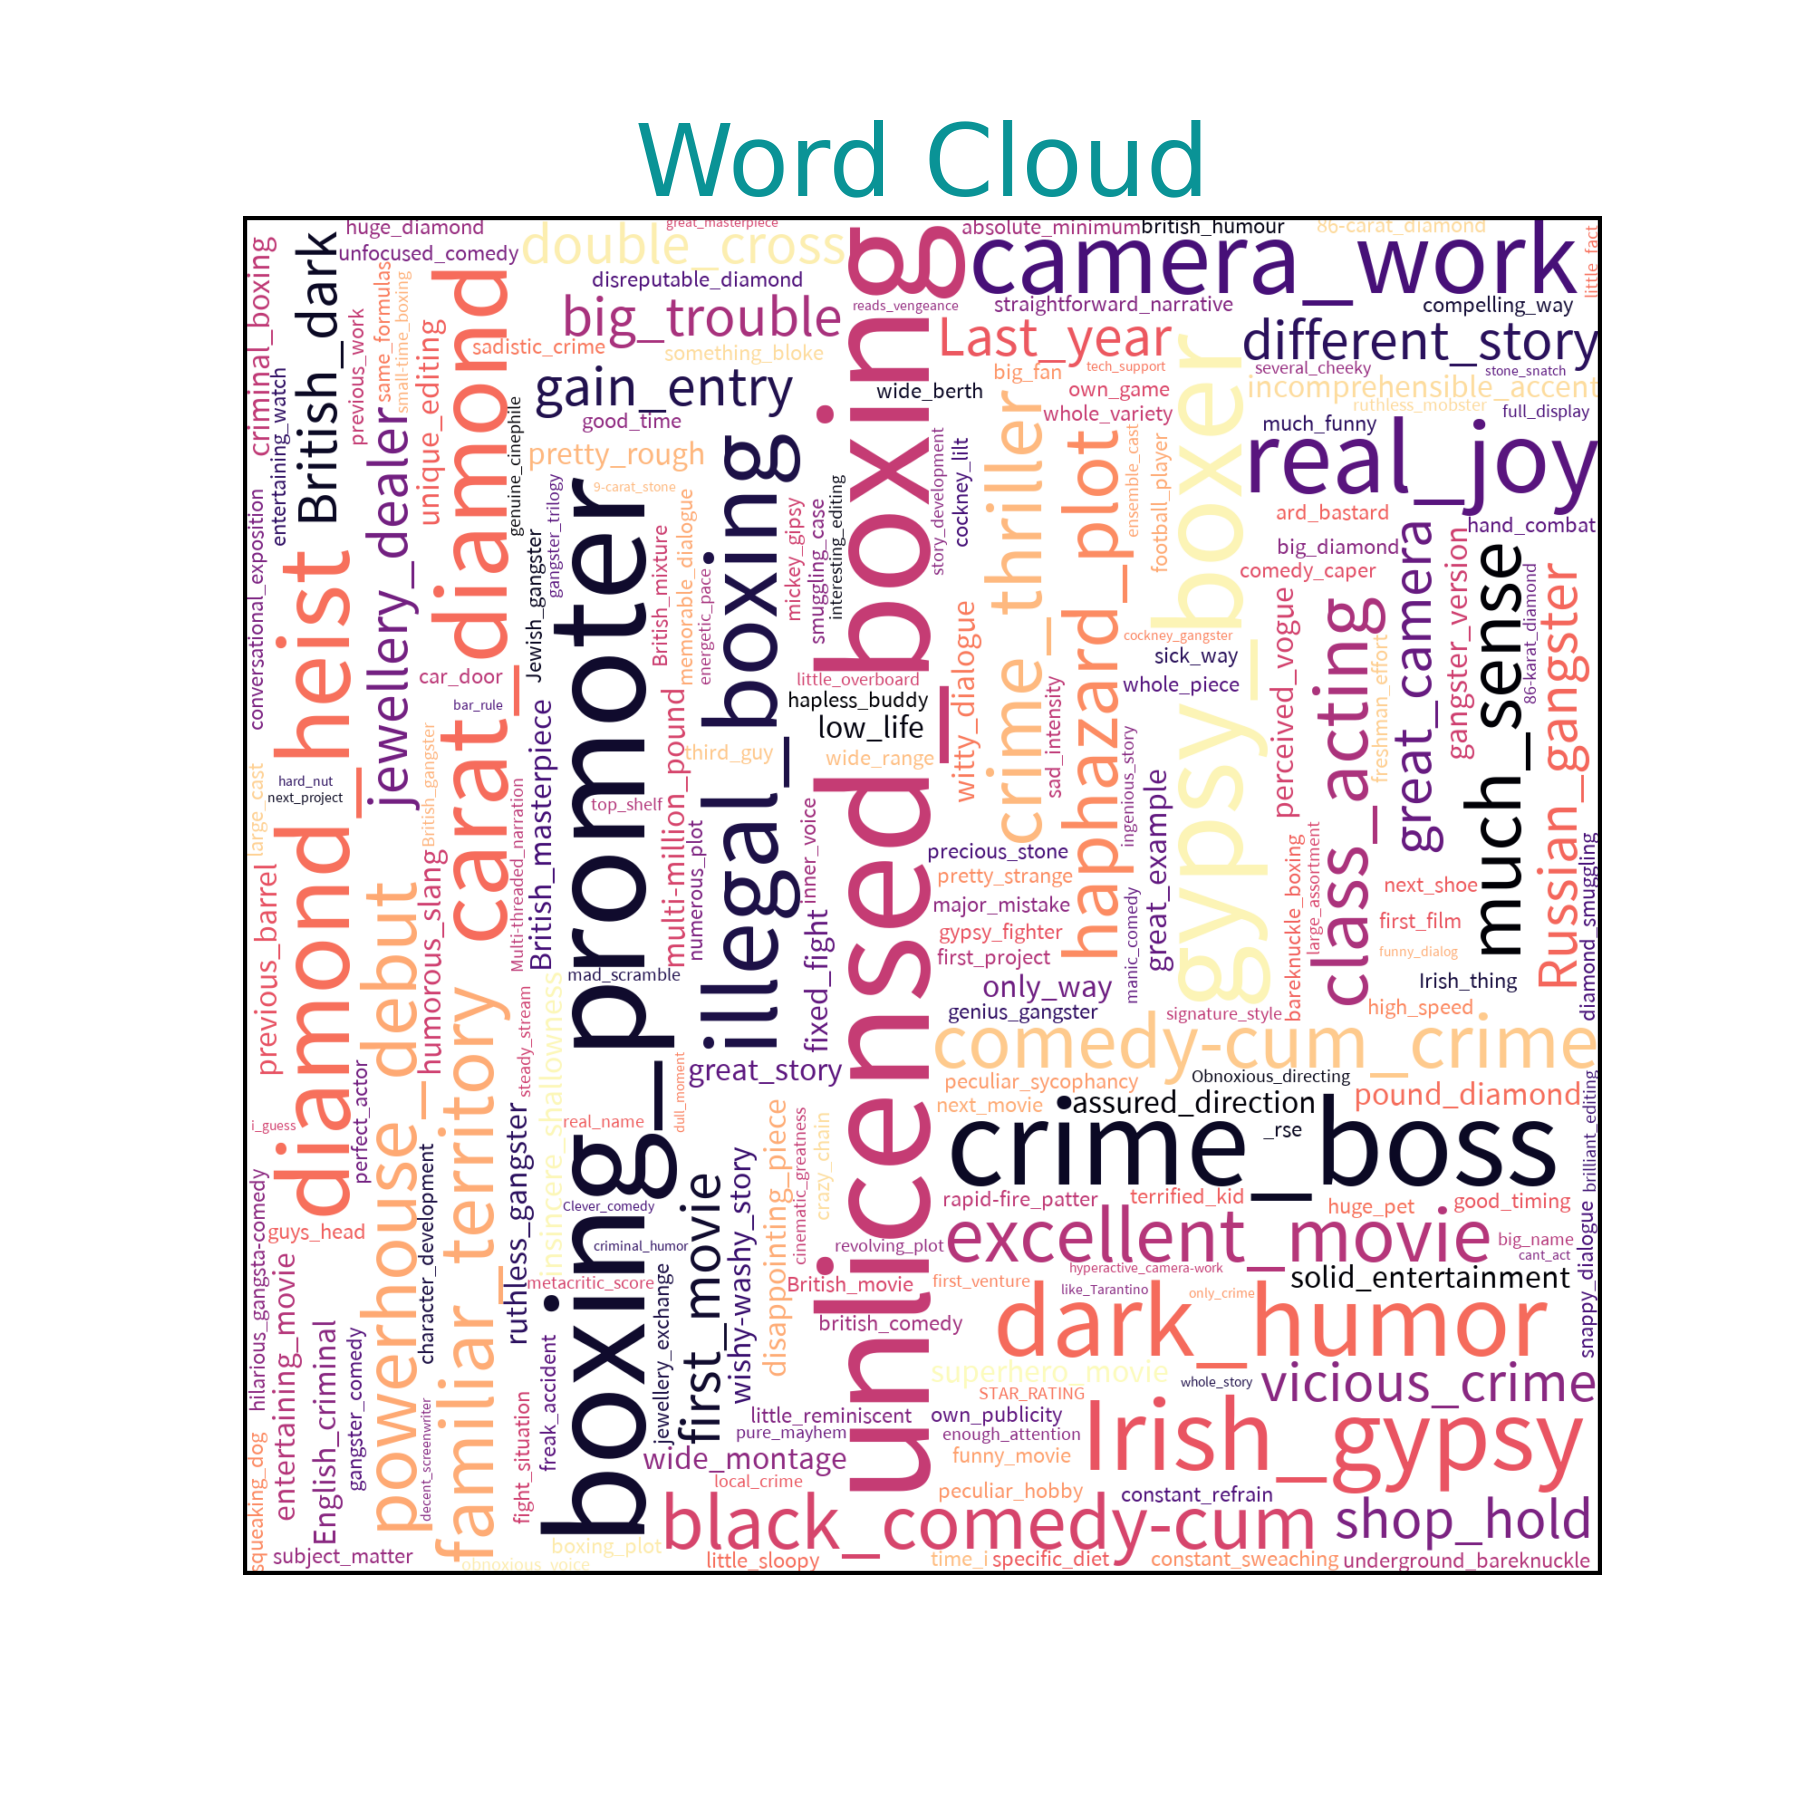 Word Cloud
huge_diamond
great_masterpiece
absolute_minimum
british_humour
86-carat_diamond
unfocused_comedy
double_cross
camera_work
little_fact
criminal_boxing
British_dark
disreputable_diamond
big_trouble
reads_vengeance
straightforward_narrative
compelling_way
previous_work
same_formulas
small-time_boxing
unique_editing
sadistic_crime
something_bloke
Last_year
different_story
tech_support
several_cheeky
stone_snatch
big_fan
gain_entry
wide_berth
own_game
incomprehensible_accent
good_time
whole_variety
ruthless_mobster
full_display
much_funny
entertaining_watch
jewellery_dealer
carat_diamond
genuine_cinephile
pretty_rough
real_joy
9-carat_stone
gangster_trilogy
boxing_promoter
British_mixture
memorable_dialogue
energetic_pace
illegal_boxing
mickey_gipsy
smuggling_case
interesting_editing
unlicensed_boxing
story_development
cockney_lilt
crime_thriller
haphazard_plot
ensemble_cast
football_player
gypsy_boxer
ard_bastard
hand_combat
big_diamond
comedy_caper
conversational_exposition
diamond_heist
Jewish_gangster
witty_dialogue
cockney_gangster
sick_way
whole_piece
perceived_vogue
class_acting
freshman_effort
great_camera
gangster_version
much_sense
86-karat_diamond
Russian_gangster
car_door
bar_rule
little_overboard
hapless_buddy
low_life
sad_intensity
British_gangster
British_masterpiece
Multi-threaded_narration
multi-million_pound
third_guy
wide_range
ingenious_story
great_example
large_cast
hard_nut
next_project
top_shelf
numerous_plot
inner_voice
precious_stone
bareknuckle_boxing
large_assortment
diamond_smuggling
previous_barrel
powerhouse_debut
humorous_slang
pretty_strange
next_shoe
major_mistake
manic_comedy
first_film
gypsy_fighter
fixed_fight
first_project
funny_dialog
mad_scramble
familiar_territory
steady_stream
insincere_shallowness
only_way
Irish_thing
genius_gangster
signature_style
high_speed
comedy-cum_crime
dull_moment
great_story
perfect_actor
peculiar_sycophancy
Obnoxious_directing
next_movie
assured_direction
pound_diamond
brilliant_editing
i_guess
real_name
crime_boss
_rse
character_development
ruthless_gangster
first_movie
wishy-washy_story
disappointing_piece
cinematic_greatness
crazy_chain
hilarious_gangsta-comedy
Clever_comedy
rapid-fire_patter
terrified_kid
huge_pet
good_timing
guys_head
criminal_humor
revolving_plot
excellent_movie
big_name
cant_act
snappy_dialogue
entertaining_movie
metacritic_score
jewellery_exchange
British_movie
first_venture
hyperactive_camera-work
solid_entertainment
like_Tarantino
only_crime
English_criminal
gangster_comedy
british_comedy
dark_humor
freak_accident
superhero_movie
whole_story
vicious_crime
decent_screenwriter
fight_situation
STAR_RATING
little_reminiscent
own_publicity
Irish_gypsy
squeaking_dog
pure_mayhem
enough_attention
wide_montage
funny_movie
local_crime
peculiar_hobby
constant_refrain
black_comedy-cum
shop_hold
subject_matter
boxing_plot
obnoxious_voice
little_sloopy
time_i
specific_diet
constant_sweaching
underground_bareknuckle